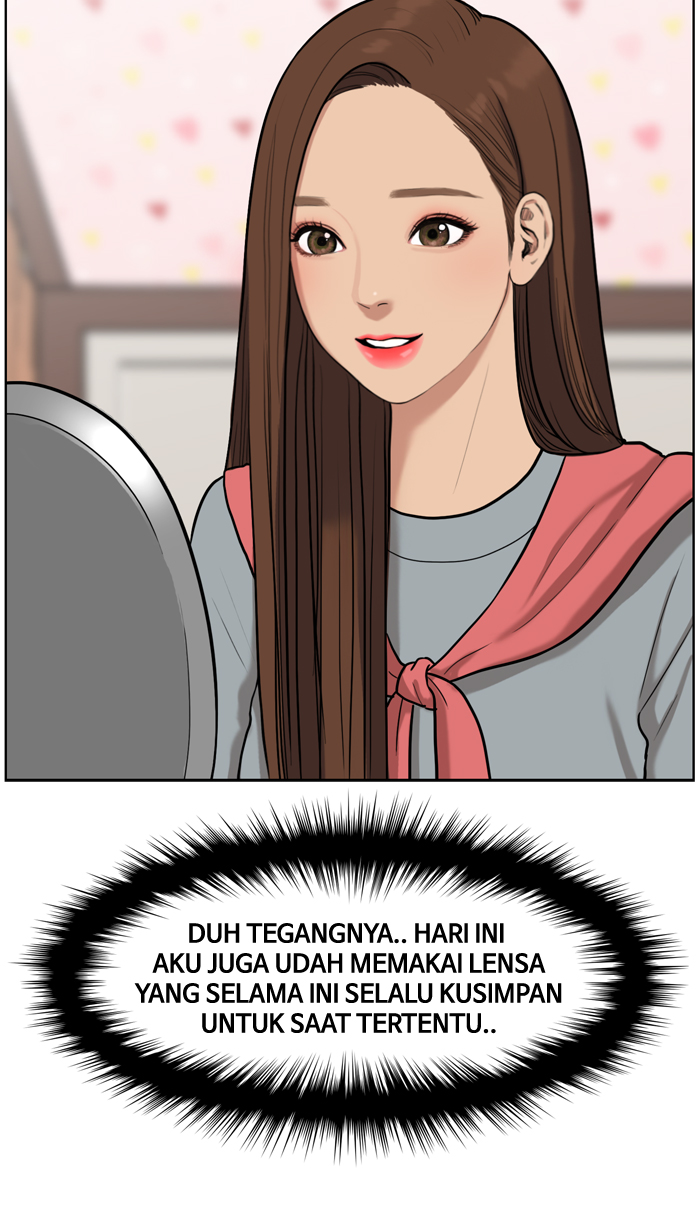 DUH TEGANGNYA.. HARI INI
AKU JUGA UDAH MEMAKAI LENSA
YANG SELAMA INI SELALU KUSIMPAN
UNTUK SAAT TERTENTU..